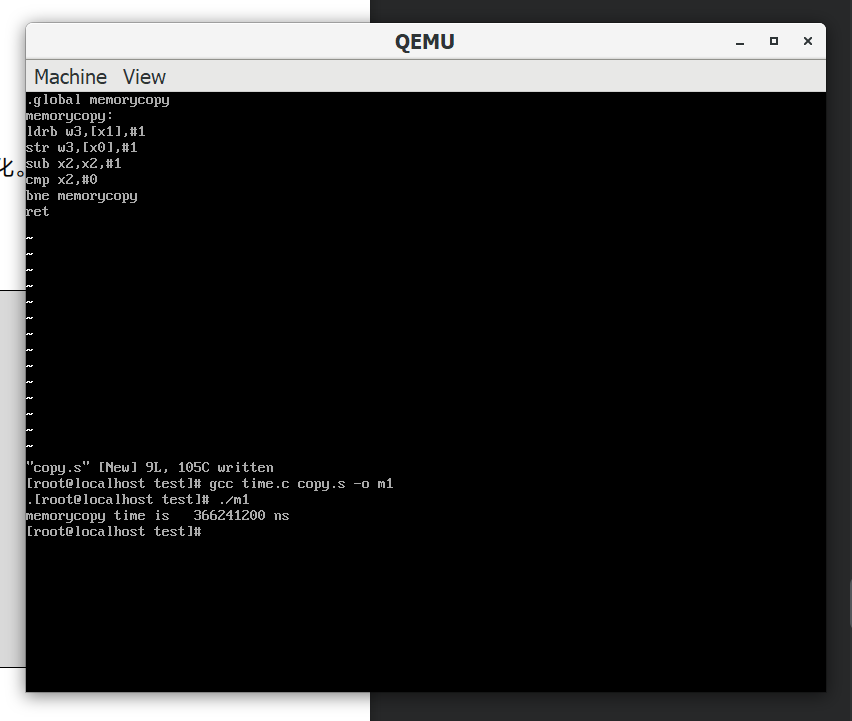 QEMU
Machine View
化。
.global memorycopy
memorycopy:
ldrb w3,[x1],#1
str w3,[x0],#1
sub x2,x2,#1
cmp x2,#0
bne memorycopy
ret
~
~
~
~
~
~
~
~
~
~
~
~
~
~
"copy.s" [New] 9L, 105C written
[root@localhost test]# gcc time.c copy.s -o m1
.[root@localhost test]# ./m1
memorycopy time is   366241200 ns
[root@localhost test]#